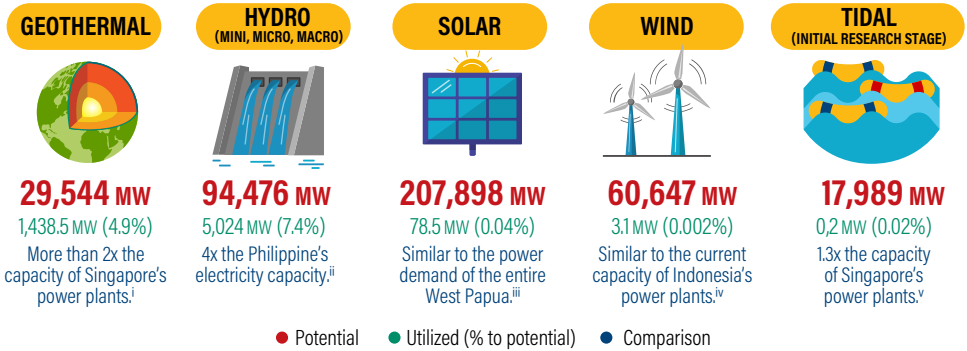 GEOTHERMAL
29,544 MW
1,438.5 MW (4.9%)
More than 2x the
capacity of Singapore's
power plants.i
HYDRO
(MINI, MICRO, MACRO)
94,476 MW
5,024 MW (7.4%)
4x the Philippine's
electricity capacity.ii
SOLAR
207,898 MW
78.5 MW (0.04%)
Similar to the power
demand of the entire
West Papua.iii
WIND
60,647 MW
3.1 MW (0.002%)
Similar to the current
capacity of Indonesia's
power plants.iv
TIDAL
(INITIAL RESEARCH STAGE)
17,989 MW
0,2 MW (0.02%)
1.3x the capacity
of Singapore's
power plants.v
Potential
Utilized (% to potential)
Comparison